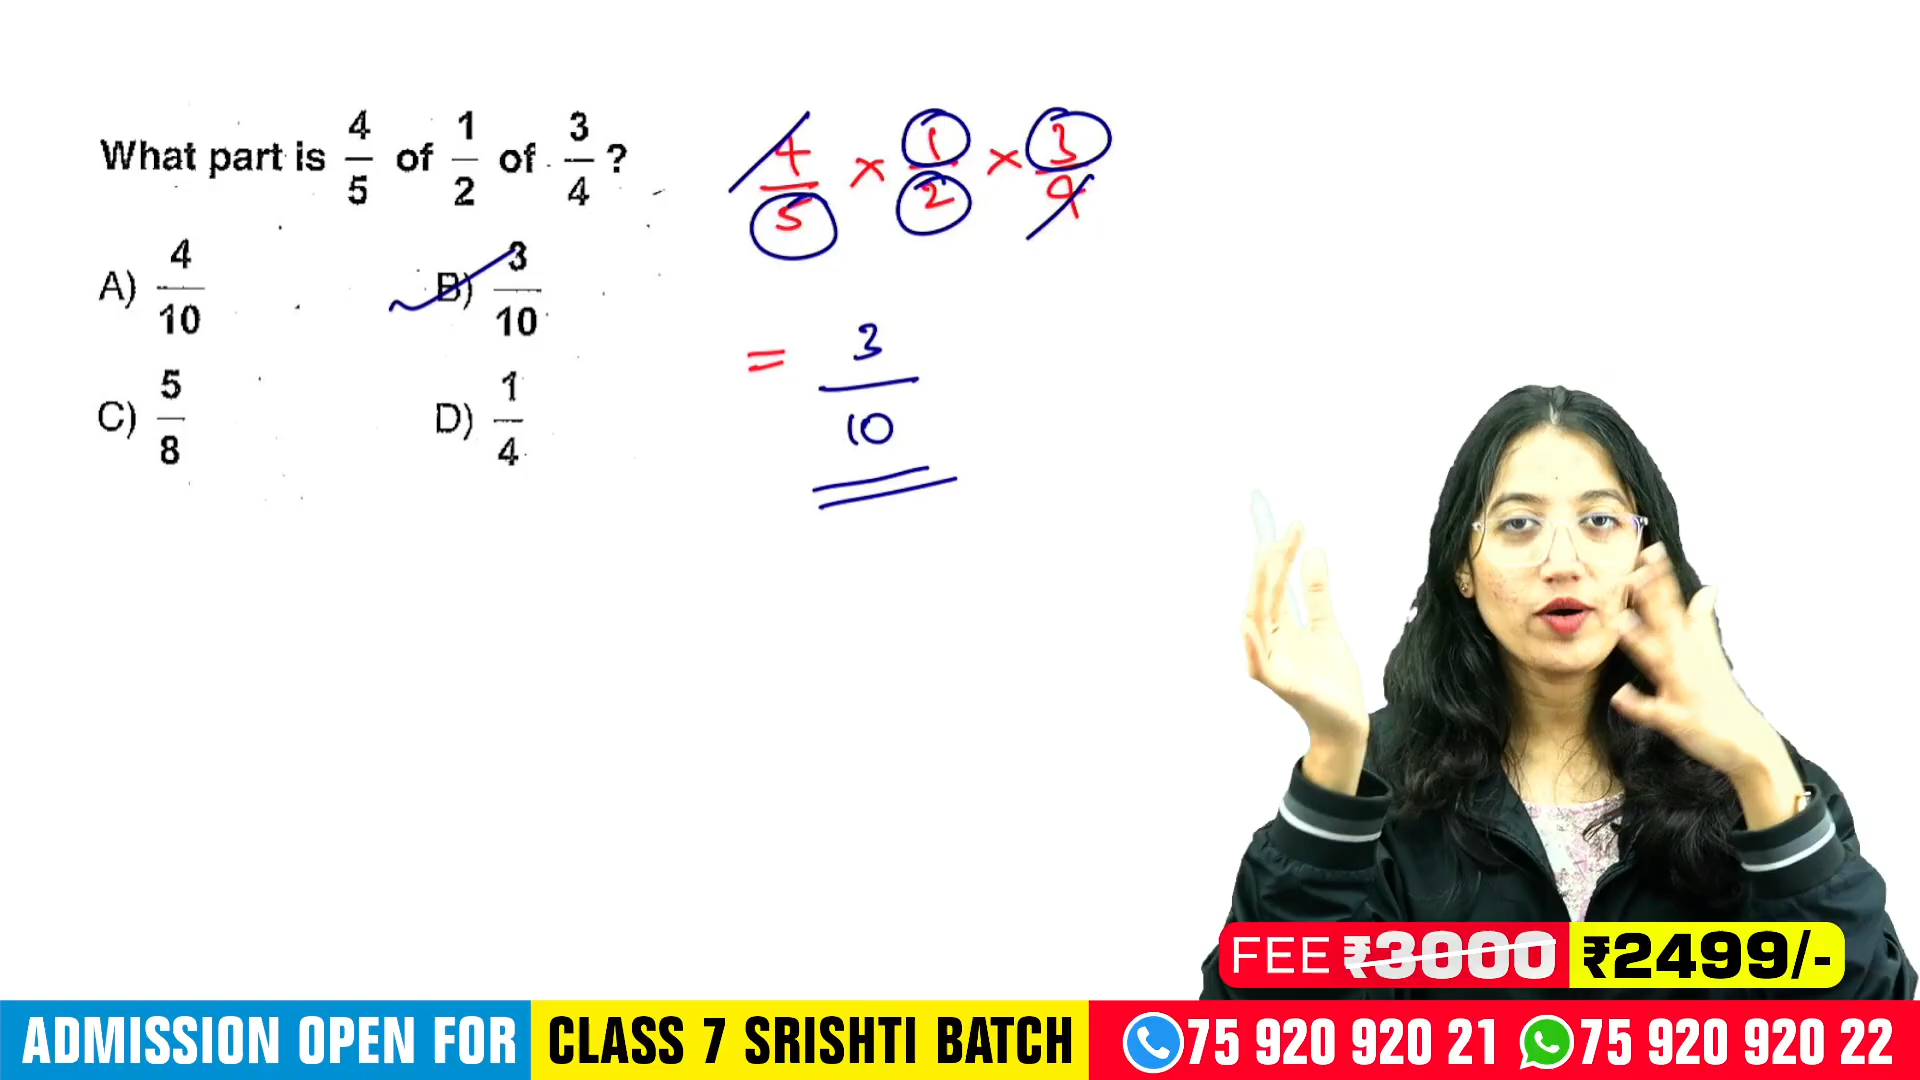 What part is 4/5 of 1/2 of 3/4 ?
A) 4/10 B) 3/10
C) 5/8 D) 1/4
4/5 × 1/2 × 3/4
= 3/10
FEE ₹3000 ₹2499/-
ADMISSION OPEN FOR CLASS 7 SRISHTI BATCH 75 920 920 21 75 920 920 22